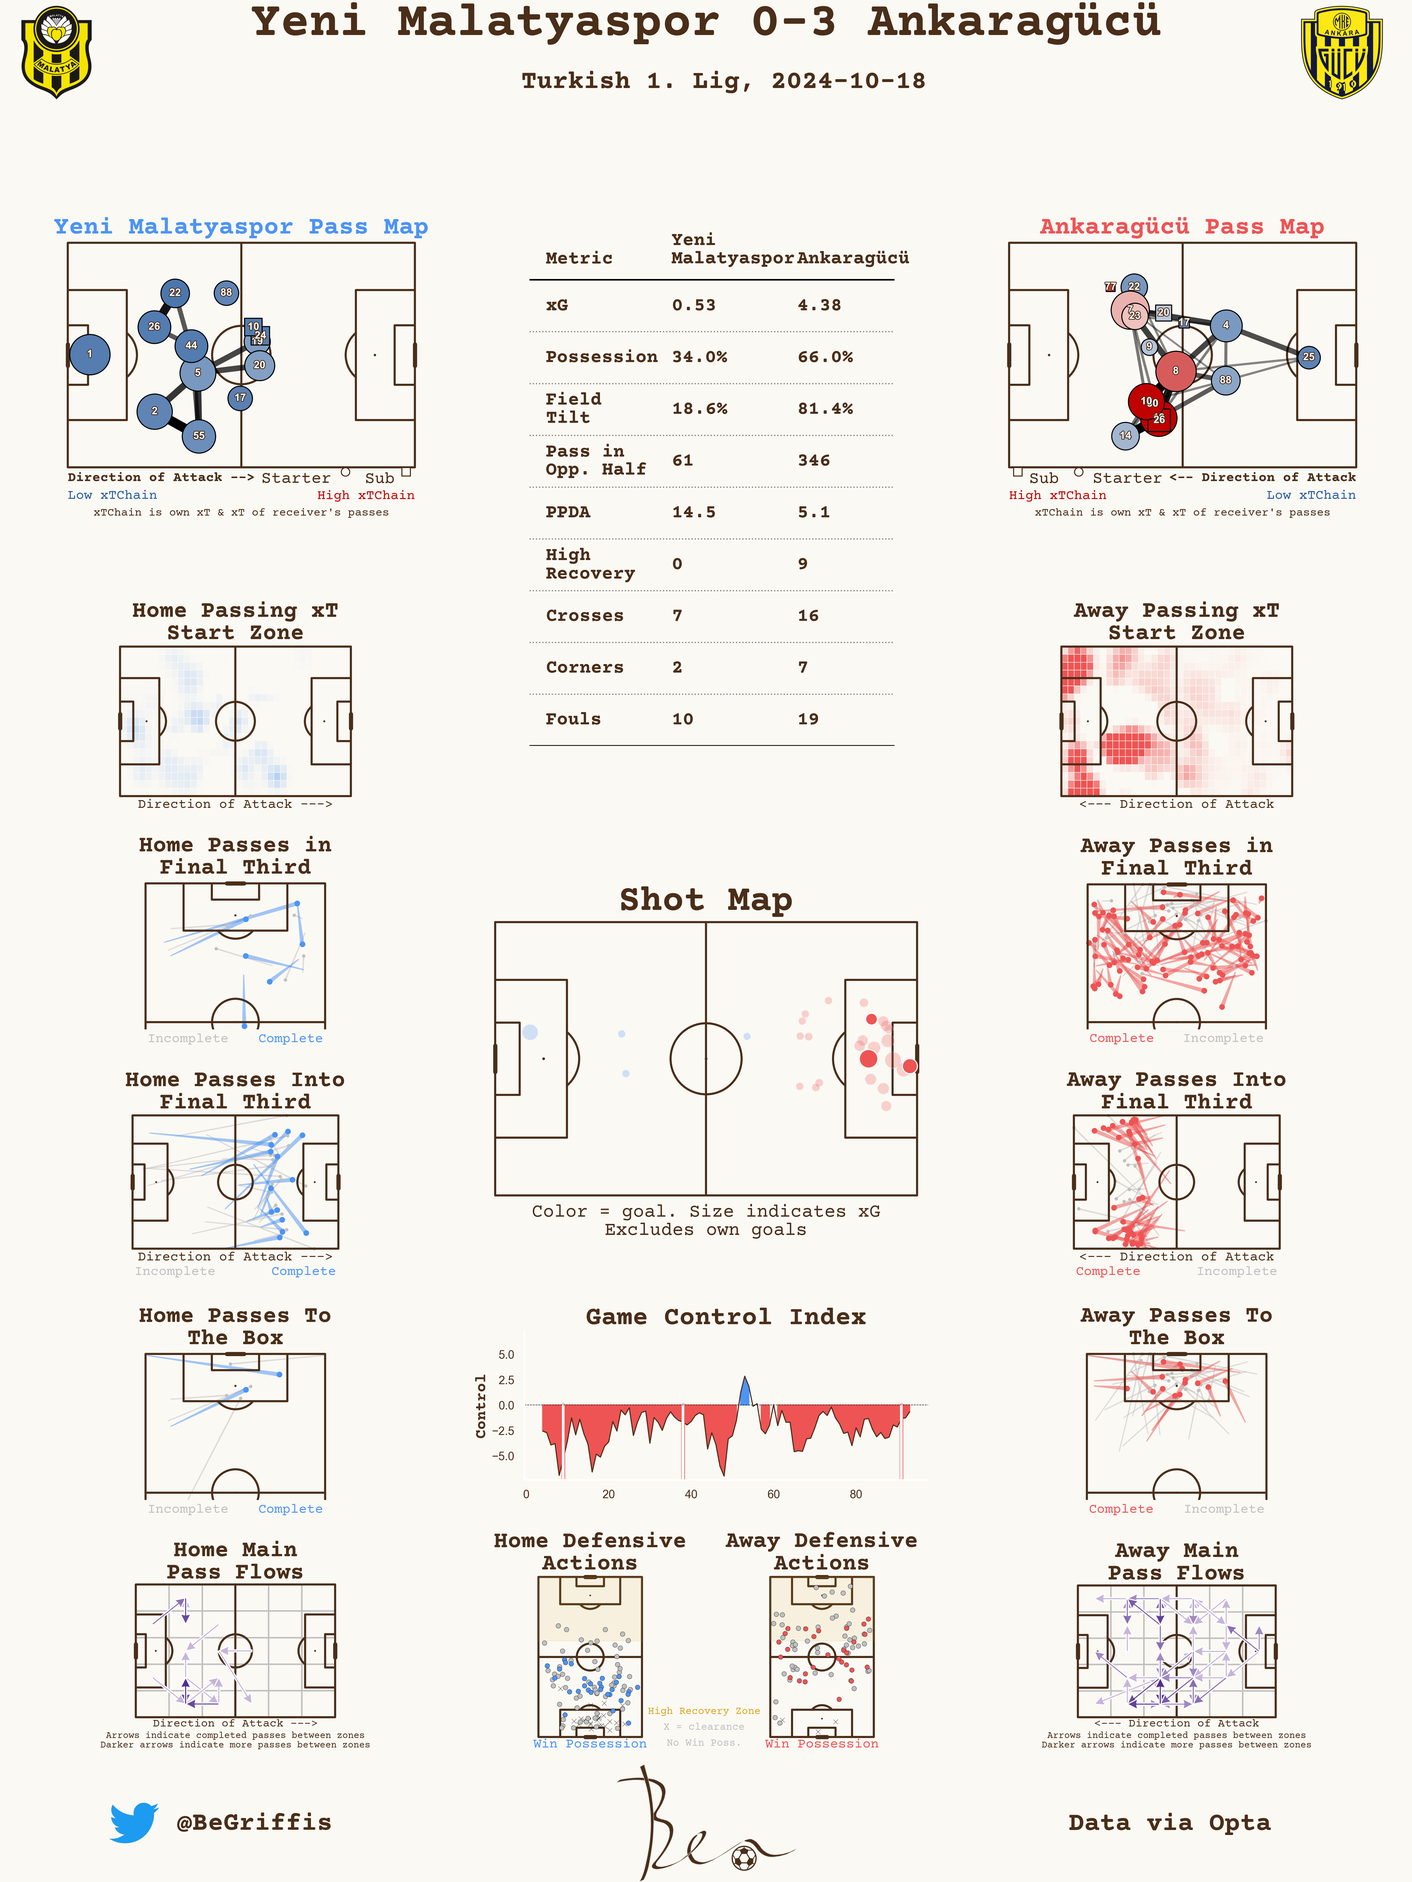 Yeni Malatyaspor 0-3 Ankaragücü
Turkish 1. Lig, 2024-10-18
MALATYA
MKE
ANKARA
GÜCÜ
1910
Yeni Malatyaspor Pass Map
22
88
26
10
24
19
44
1
20
5
17
2
55
Direction of Attack -->
Starter
Sub
Low xTChain
High xTChain
xTChain is own xT & xT of receiver's passes
Metric
Yeni
Malatyaspor
Ankaragücü
xG 0.53 4.38
Possession 34.0% 66.0%
Field
Tilt 18.6% 81.4%
Pass in
Opp. Half 61 346
PPDA 14.5 5.1
High
Recovery 0 9
Crosses 7 16
Corners 2 7
Fouls 10 19
Ankaragücü Pass Map
77
22
23
20
17
4
9
25
8
88
10
26
14
Sub
Starter
<-- Direction of Attack
High xTChain
Low xTChain
xTChain is own xT & xT of receiver's passes
Home Passing xT
Start Zone
Direction of Attack --->
Away Passing xT
Start Zone
<--- Direction of Attack
Home Passes in
Final Third
Incomplete
Complete
Away Passes in
Final Third
Complete
Incomplete
Shot Map
Color = goal. Size indicates xG
Excludes own goals
Home Passes Into
Final Third
Direction of Attack --->
Incomplete
Complete
Away Passes Into
Final Third
<--- Direction of Attack
Complete
Incomplete
Home Passes To
The Box
Incomplete
Complete
Game Control Index
Control
5.0
2.5
0.0
−2.5
−5.0
0 20 40 60 80
Away Passes To
The Box
Complete
Incomplete
Home Main
Pass Flows
Direction of Attack --->
Arrows indicate completed passes between zones
Darker arrows indicate more passes between zones
Home Defensive
Actions
Win Possession
Away Defensive
Actions
Win Possession
High Recovery Zone
X = clearance
No Win Poss.
Away Main
Pass Flows
<--- Direction of Attack
Arrows indicate completed passes between zones
Darker arrows indicate more passes between zones
@BeGriffis
Ben
Data via Opta